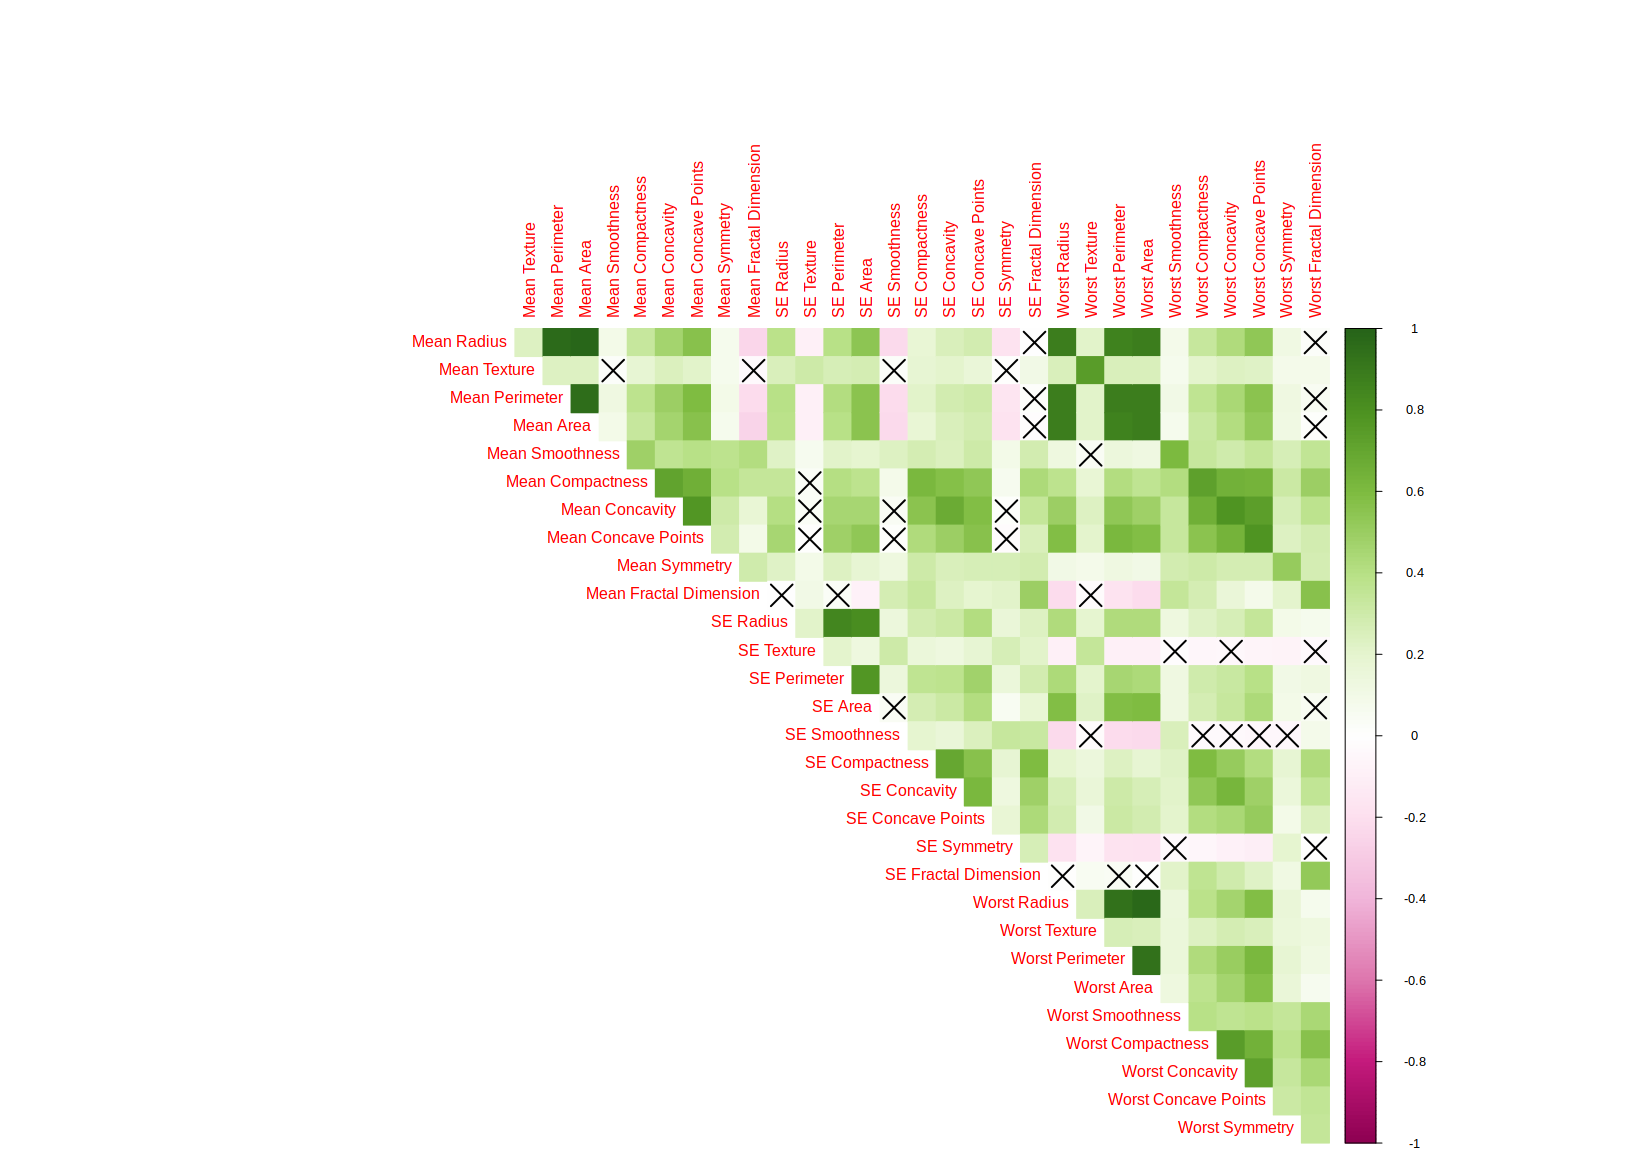 Mean Texture
Mean Perimeter
Mean Area
Mean Smoothness
Mean Compactness
Mean Concavity
Mean Concave Points
Mean Symmetry
Mean Fractal Dimension
SE Radius
SE Texture
SE Perimeter
SE Area
SE Smoothness
SE Compactness
SE Concavity
SE Concave Points
SE Symmetry
SE Fractal Dimension
Worst Radius
Worst Texture
Worst Perimeter
Worst Area
Worst Smoothness
Worst Compactness
Worst Concavity
Worst Concave Points
Worst Symmetry
Worst Fractal Dimension
Mean Radius
Mean Texture
Mean Perimeter
Mean Area
Mean Smoothness
Mean Compactness
Mean Concavity
Mean Concave Points
Mean Symmetry
Mean Fractal Dimension
SE Radius
SE Texture
SE Perimeter
SE Area
SE Smoothness
SE Compactness
SE Concavity
SE Concave Points
SE Symmetry
SE Fractal Dimension
Worst Radius
Worst Texture
Worst Perimeter
Worst Area
Worst Smoothness
Worst Compactness
Worst Concavity
Worst Concave Points
Worst Symmetry
1
0.8
0.6
0.4
0.2
0
-0.2
-0.4
-0.6
-0.8
-1